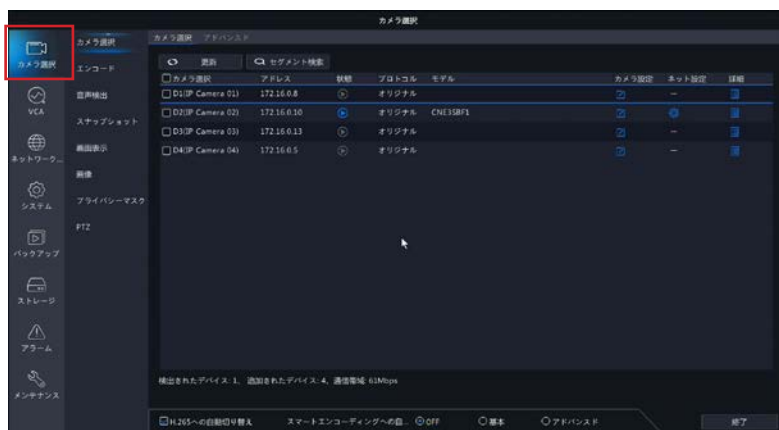 カメラ選択
カメラ選択
VCA
ネットワーク...
システム
バックアップ
ストレージ
アラーム
メンテナンス
カメラ選択
エンコード
音声検出
スナップショット
画面表示
画像
プライバシーマスク
PTZ
カメラ選択 アドバンスド
更新 セグメント検索
カメラ選択 アドレス 状態 プロトコル モデル カメラ設定 ネット設定 詳細
D1(IP Camera 01) 172.16.0.8 オリジナル –
D2(IP Camera 02) 172.16.0.10 オリジナル CNE3SBF1
D3(IP Camera 03) 172.16.0.13 オリジナル –
D4(IP Camera 04) 172.16.0.5 オリジナル –
検出されたデバイス: 1、 追加されたデバイス: 4、通信帯域: 61Mbps
H.265への自動切り替え スマートエンコーディングへの自... OFF 基本 アドバンスド 終了